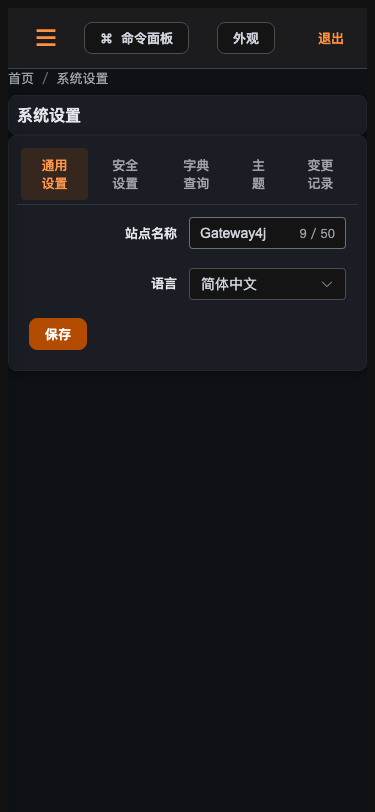 ⌘ 命令面板 外观 退出
首页 / 系统设置
系统设置
通用
设置
安全
设置
字典
查询
主
题
变更
记录
站点名称 Gateway4j 9 / 50
语言 简体中文
保存